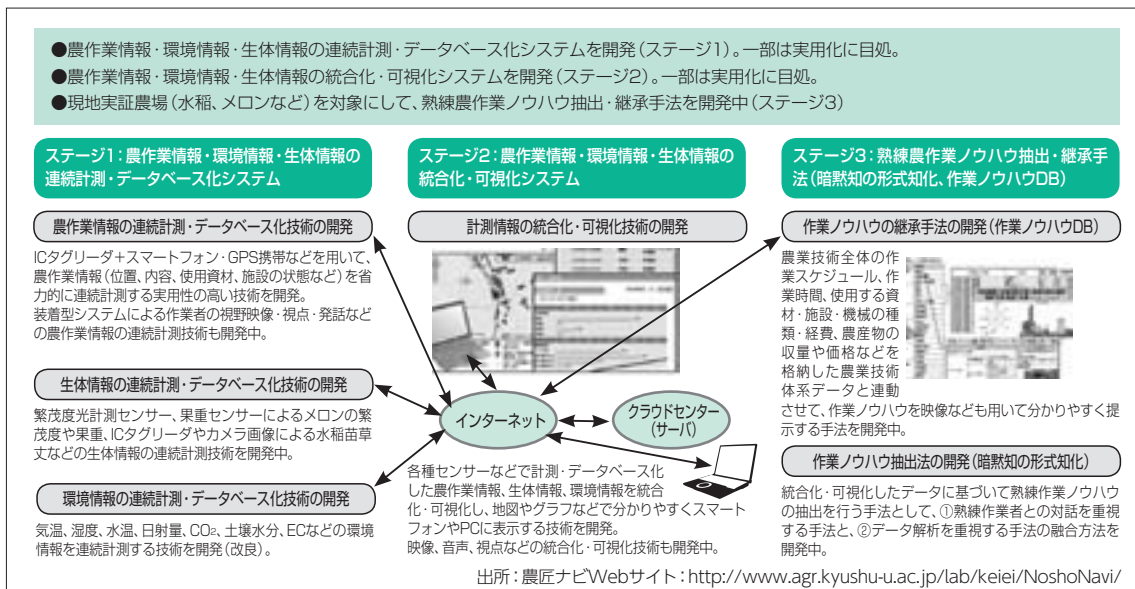 ●農作業情報・環境情報・生体情報の連続計測・データベース化システムを開発(ステージ1)。一部は実用化に目処。
●農作業情報・環境情報・生体情報の統合化・可視化システムを開発(ステージ2)。一部は実用化に目処。
●現地実証農場(水稲、メロンなど)を対象にして、熟練農作業ノウハウ抽出・継承手法を開発中(ステージ3)
ステージ1:農作業情報・環境情報・生体情報の
連続計測・データベース化システム
農作業情報の連続計測・データベース化技術の開発
ICタグリーダ+スマートフォン・GPS携帯などを用いて、
農作業情報(位置、内容、使用資材、施設の状態など)を省
力的に連続計測する実用性の高い技術を開発。
装着型システムによる作業者の視野映像・視点・発話など
の農作業情報の連続計測技術も開発中。
生体情報の連続計測・データベース化技術の開発
繁茂度光計測センサー、果重センサーによるメロンの繁
茂度や果重、ICタグリーダやカメラ画像による水稲苗草
丈などの生体情報の連続計測技術を開発中。
環境情報の連続計測・データベース化技術の開発
気温、湿度、水温、日射量、CO₂、土壌水分、ECなどの環境
情報を連続計測する技術を開発(改良)。
ステージ2:農作業情報・環境情報・生体情報の
統合化・可視化システム
計測情報の統合化・可視化技術の開発
インターネット
クラウドセンター
(サーバ)
各種センサーなどで計測・データベース化
した農作業情報、生体情報、環境情報を統合
化・可視化し、地図やグラフなどで分かりやすくスマート
フォンやPCに表示する技術を開発。
映像、音声、視点などの統合化・可視化技術も開発中。
ステージ3:熟練農作業ノウハウ抽出・継承手
法(暗黙知の形式知化、作業ノウハウDB)
作業ノウハウの継承手法の開発(作業ノウハウDB)
農業技術全体の作
業スケジュール、作
業時間、使用する資
材・施設・機械の種
類・経費、農産物の
収量や価格などを
格納した農業技術
体系データと連動
させて、作業ノウハウを映像なども用いて分かりやすく提
示する手法を開発中。
作業ノウハウ抽出法の開発(暗黙知の形式知化)
統合化・可視化したデータに基づいて熟練作業ノウハウ
の抽出を行う手法として、①熟練作業者との対話を重視
する手法と、②データ解析を重視する手法の融合方法を
開発中。
出所:農匠ナビWebサイト:http://www.agr.kyushu-u.ac.jp/lab/keiei/NoshoNavi/